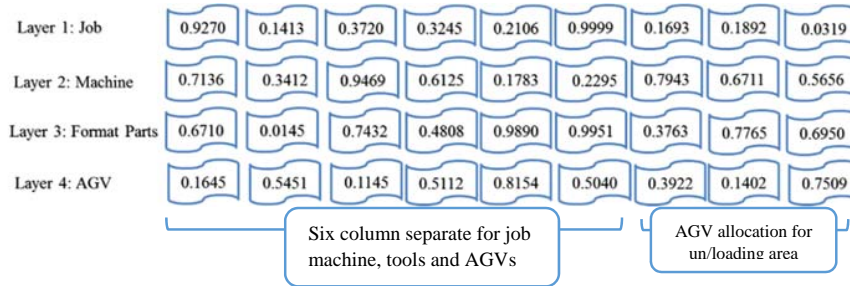 Layer 1: Job 0.9270 0.1413 0.3720 0.3245 0.2106 0.9999 0.1693 0.1892 0.0319
Layer 2: Machine 0.7136 0.3412 0.9469 0.6125 0.1783 0.2295 0.7943 0.6711 0.5656
Layer 3: Format Parts 0.6710 0.0145 0.7432 0.4808 0.9890 0.9951 0.3763 0.7765 0.6950
Layer 4: AGV 0.1645 0.5451 0.1145 0.5112 0.8154 0.5040 0.3922 0.1402 0.7509
Six column separate for job
machine, tools and AGVs
AGV allocation for
un/loading area